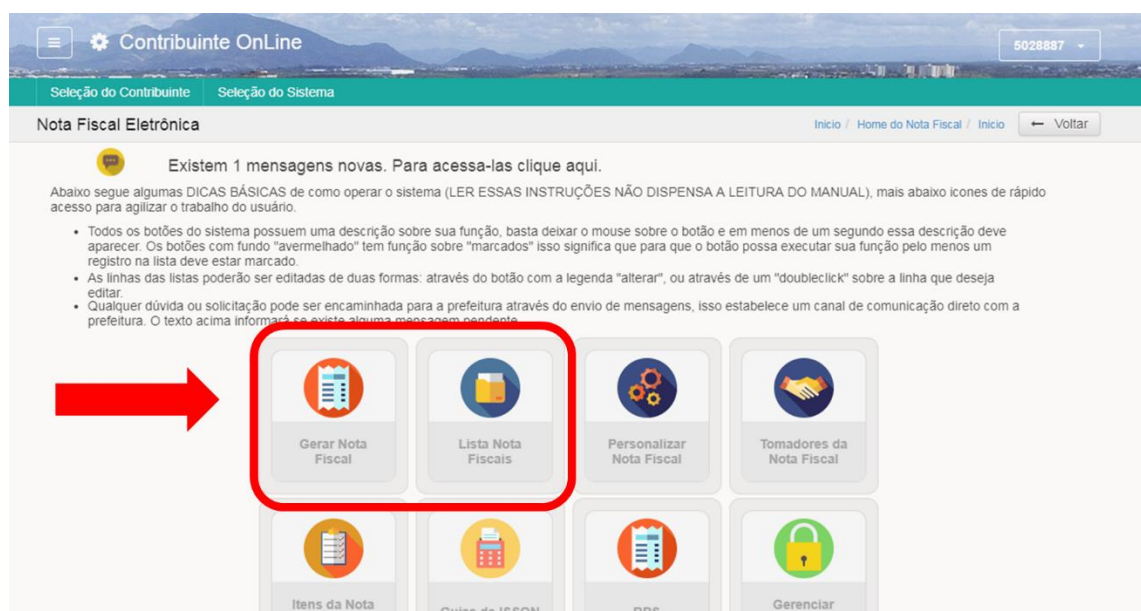 Contribuinte OnLine
5028887
Seleção do Contribuinte Seleção do Sistema
Nota Fiscal Eletrônica
Inicio / Home do Nota Fiscal / Inicio
← Voltar
Existem 1 mensagens novas. Para acessa-las clique aqui.
Abaixo segue algumas DICAS BÁSICAS de como operar o sistema (LER ESSAS INSTRUÇÕES NÃO DISPENSA A LEITURA DO MANUAL), mais abaixo icones de rápido
acesso para agilizar o trabalho do usuário.
• Todos os botões do sistema possuem uma descrição sobre sua função, basta deixar o mouse sobre o botão e em menos de um segundo essa descrição deve
aparecer. Os botões com fundo "avermelhado" tem função sobre "marcados" isso significa que para que o botão possa executar sua função pelo menos um
registro na lista deve estar marcado.
• As linhas das listas poderão ser editadas de duas formas: através do botão com a legenda "alterar", ou através de um "doubleclick" sobre a linha que deseja
editar.
• Qualquer dúvida ou solicitação pode ser encaminhada para a prefeitura através do envio de mensagens, isso estabelece um canal de comunicação direto com a
prefeitura. O texto acima informará se existe alguma mensagem pendente.
Gerar Nota
Fiscal
Lista Nota
Fiscais
Personalizar
Nota Fiscal
Tomadores da
Nota Fiscal
Itens da Nota
Guias de ISSQN
RPS
Gerenciar